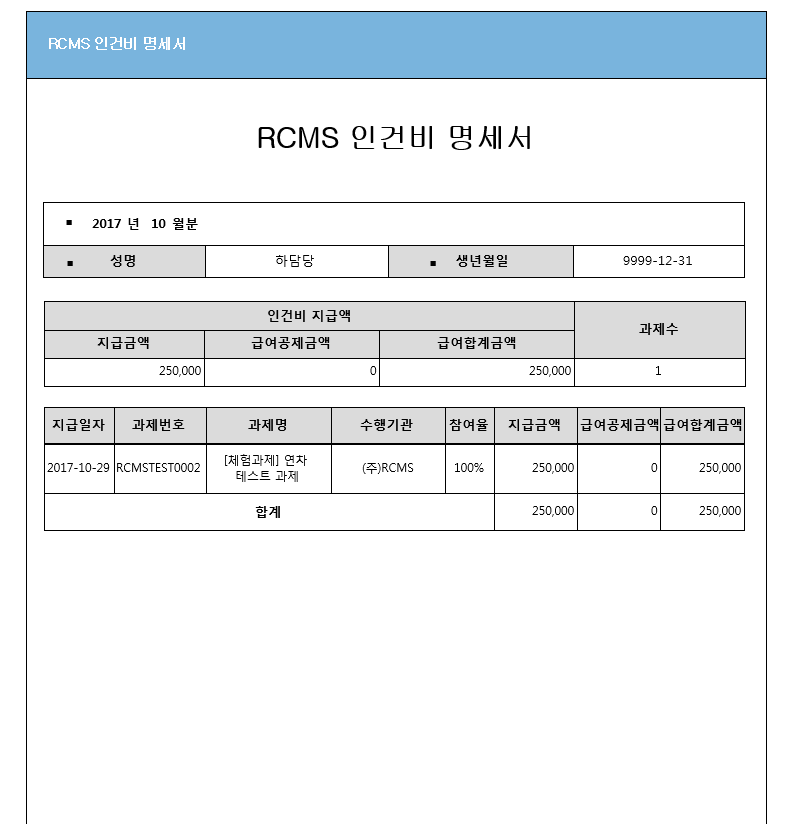 RCMS 인건비 명세서
RCMS 인건비 명세서
▪ 2017 년 10 월분
▪ 성명 하담당 ▪ 생년월일 9999-12-31
인건비 지급액 과제수
지급금액 급여공제금액 급여합계금액
250,000 0 250,000 1
지급일자 과제번호 과제명 수행기관 참여율 지급금액 급여공제금액 급여합계금액
2017-10-29 RCMSTEST0002 [체험과제] 연차 (주)RCMS 100% 250,000 0 250,000
테스트 과제
합계 250,000 0 250,000